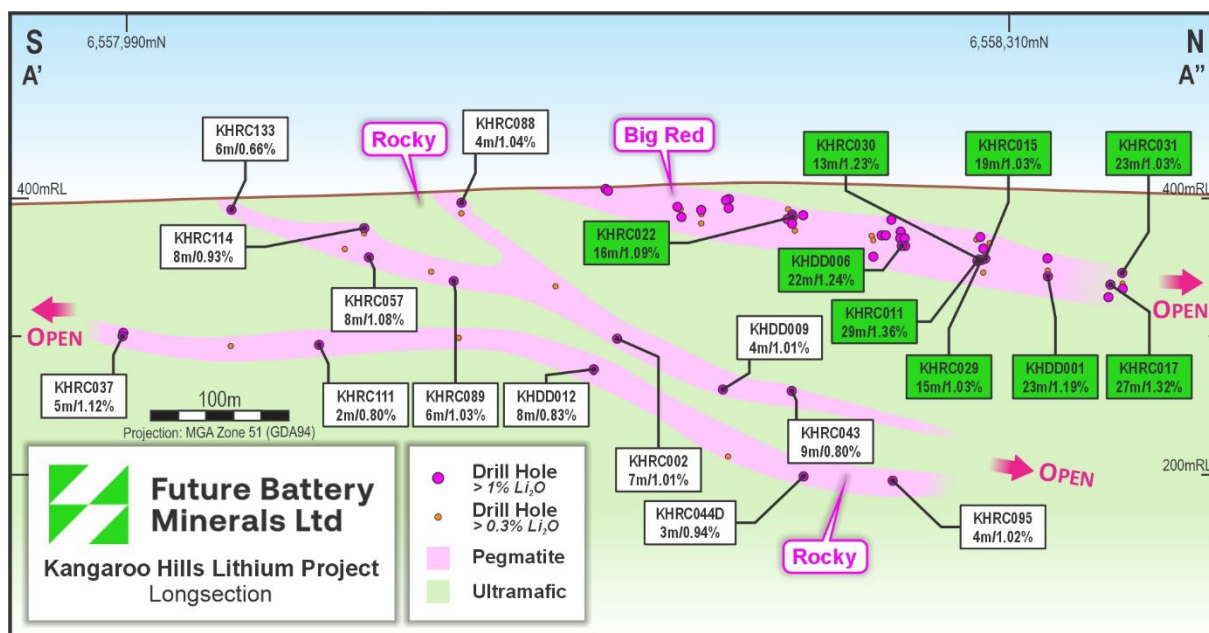 S
A'
6,557,990mN
6,558,310mN
N
A"
KHRC133
6m/0.66%
Rocky
KHRC088
4m/1.04%
Big Red
KHRC030
13m/1.23%
KHRC015
19m/1.03%
KHRC031
23m/1.03%
400mRL
400mRL
KHRC114
8m/0.93%
KHRC022
16m/1.09%
KHDD006
22m/1.24%
KHRC057
8m/1.08%
OPEN
OPEN
KHRC011
29m/1.36%
KHDD009
4m/1.01%
KHRC037
5m/1.12%
KHRC111
2m/0.80%
KHRC089
6m/1.03%
KHDD012
8m/0.83%
KHRC029
15m/1.03%
KHDD001
23m/1.19%
KHRC017
27m/1.32%
100m
Projection: MGA Zone 51 (GDA94)
KHRC043
9m/0.80%
KHRC002
7m/1.01%
OPEN
200mRL
KHRC044D
3m/0.94%
KHRC095
4m/1.02%
Rocky
Future Battery
Minerals Ltd
Kangaroo Hills Lithium Project
Longsection
Drill Hole
> 1% Li₂O
Drill Hole
> 0.3% Li₂O
Pegmatite
Ultramafic